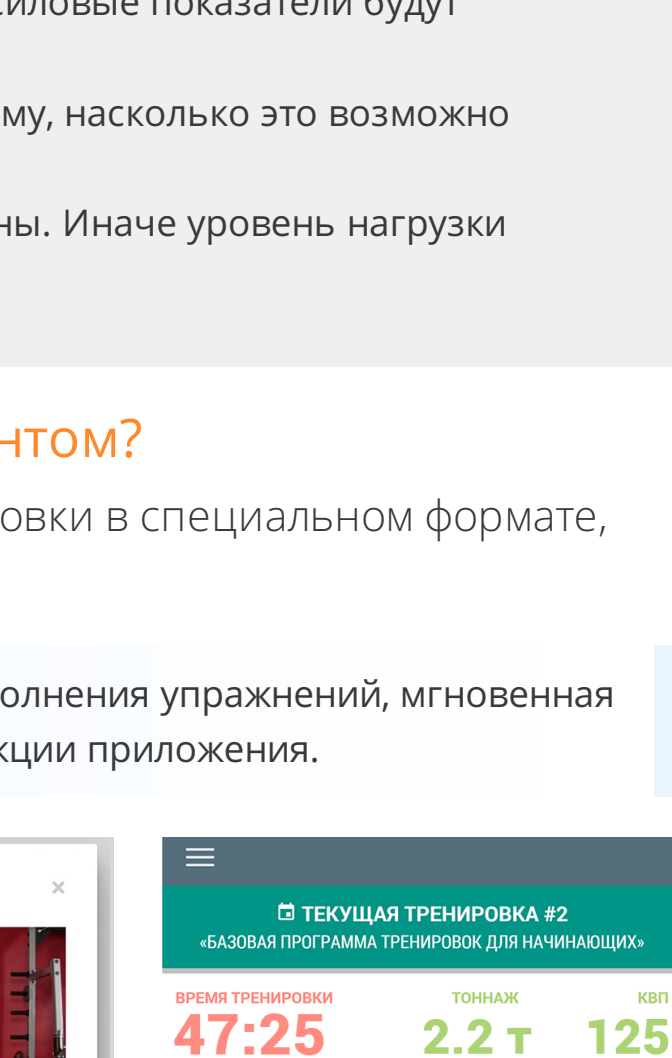 силовые показатели будут
му, насколько это возможно
ны. Иначе уровень нагрузки
нтом?
овки в специальном формате,
олнения упражнений, мгновенная
кции приложения.
×
ТЕКУЩАЯ ТРЕНИРОВКА #2
«БАЗОВАЯ ПРОГРАММА ТРЕНИРОВОК ДЛЯ НАЧИНАЮЩИХ»
ВРЕМЯ ТРЕНИРОВКИ ТОННАЖ КВП
47:25 2.2 т 125